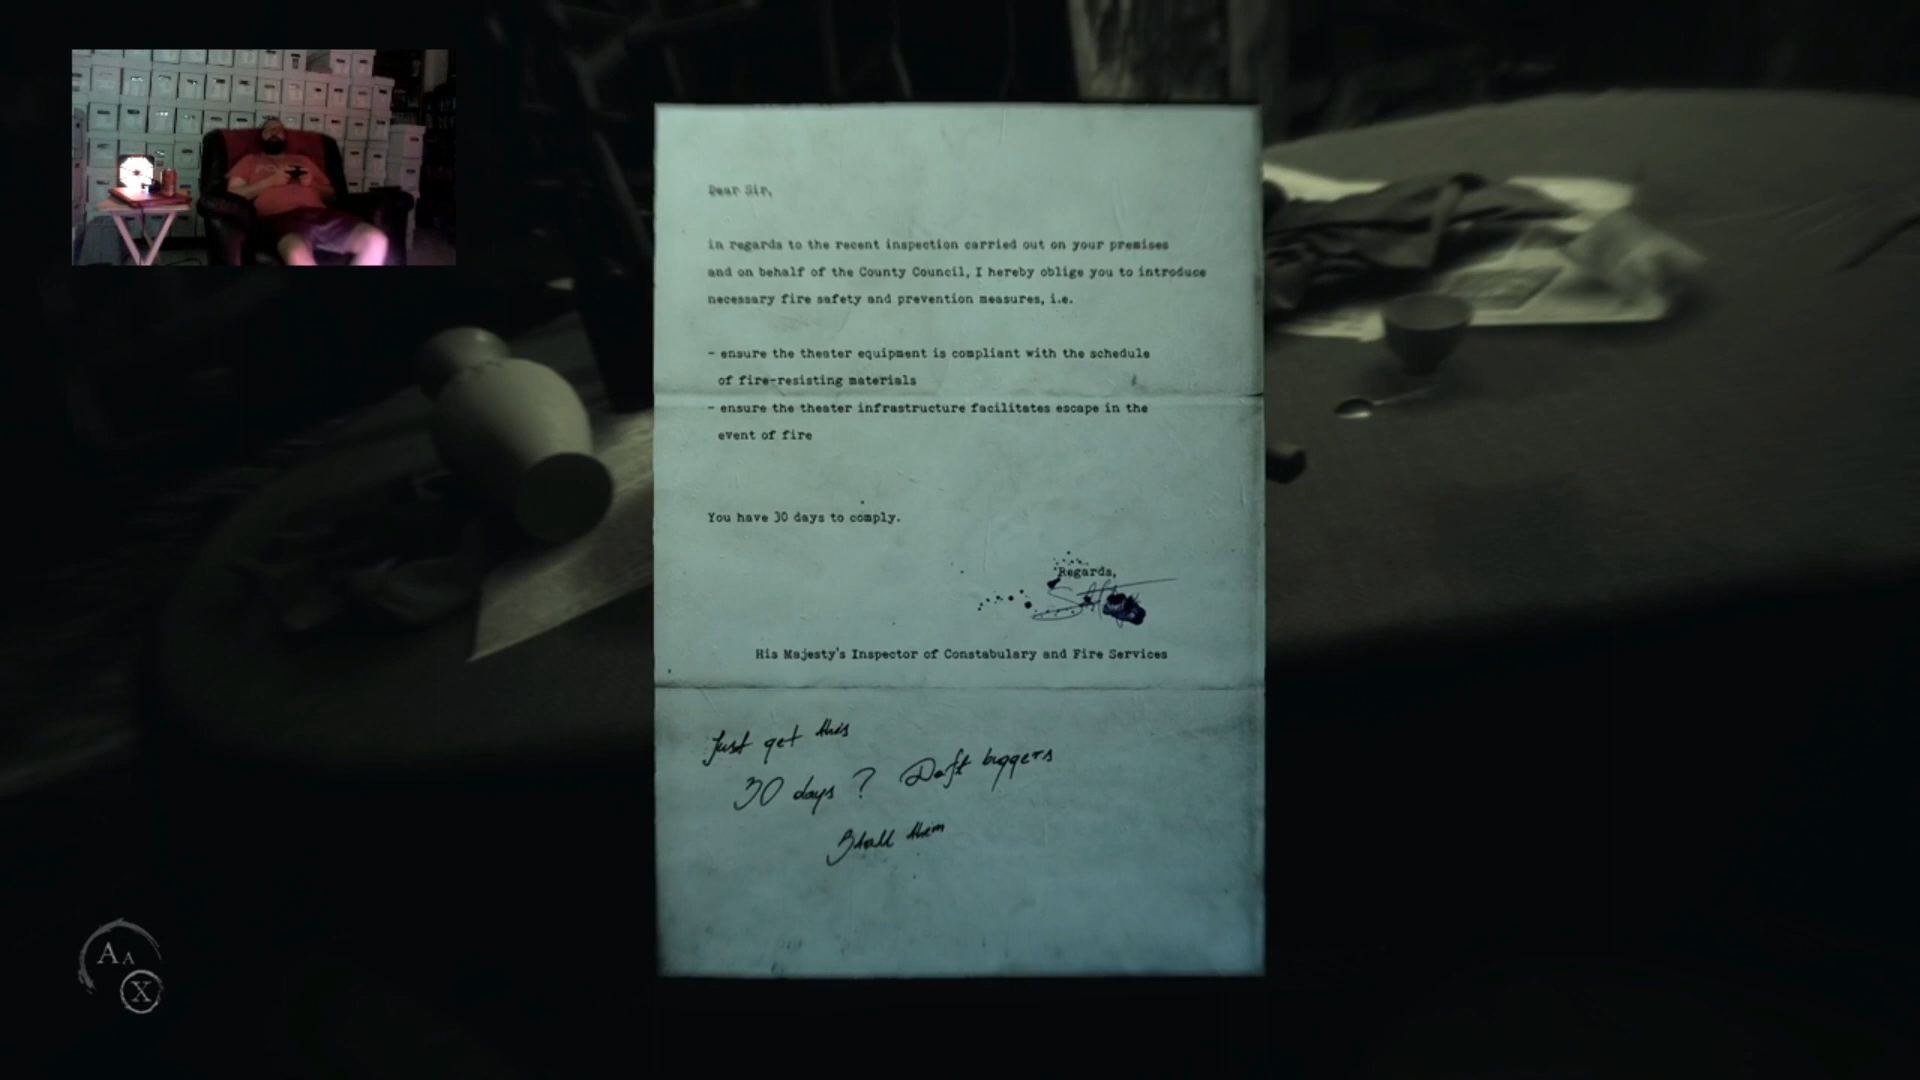 Dear Sir,
in regards to the recent inspection carried out on your premises
and on behalf of the County Council, I hereby oblige you to introduce
necessary fire safety and prevention measures, i.e.
- ensure the theater equipment is compliant with the schedule
of fire-resisting materials
- ensure the theater infrastructure facilitates escape in the
event of fire
You have 30 days to comply.
Regards,
His Majesty's Inspector of Constabulary and Fire Services
Just get this
30 days? Daft buggers
Stall them
A A
X